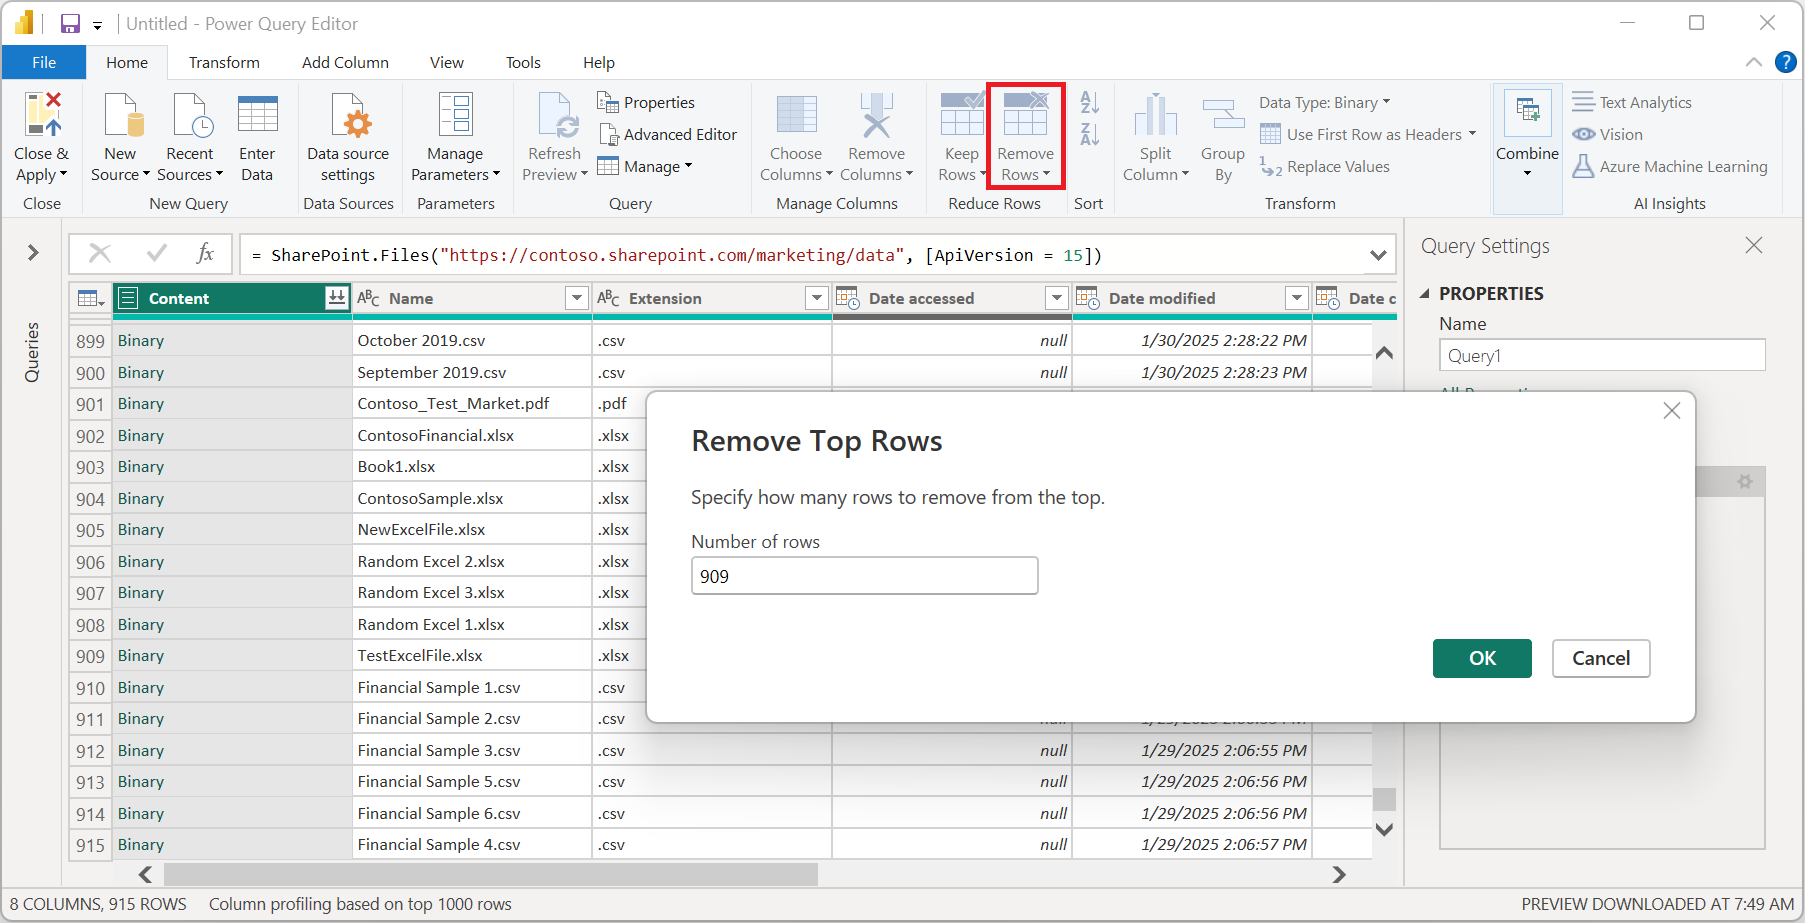 Untitled - Power Query Editor
File Home Transform Add Column View Tools Help
?
Close & Apply
Close
New Source
Recent Sources
Enter Data
New Query
Data source settings
Data Sources
Manage Parameters
Parameters
Refresh Preview
Properties
Advanced Editor
Manage
Query
Choose Columns
Remove Columns
Manage Columns
Keep Rows
Remove Rows
Reduce Rows
A Z
Z A
Sort
Split Column
Group By
Data Type: Binary
Use First Row as Headers
1 2 Replace Values
Transform
Combine
Text Analytics
Vision
Azure Machine Learning
AI Insights
Queries
fx = SharePoint.Files("https://contoso.sharepoint.com/marketing/data", [ApiVersion = 15])
Content ABC Name ABC Extension Date accessed Date modified Date c
899 Binary October 2019.csv .csv null 1/30/2025 2:28:22 PM
900 Binary September 2019.csv .csv null 1/30/2025 2:28:23 PM
901 Binary Contoso_Test_Market.pdf .pdf
902 Binary ContosoFinancial.xlsx .xlsx
903 Binary Book1.xlsx .xlsx
904 Binary ContosoSample.xlsx .xlsx
905 Binary NewExcelFile.xlsx .xlsx
906 Binary Random Excel 2.xlsx .xlsx
907 Binary Random Excel 3.xlsx .xlsx
908 Binary Random Excel 1.xlsx .xlsx
909 Binary TestExcelFile.xlsx .xlsx
910 Binary Financial Sample 1.csv .csv
911 Binary Financial Sample 2.csv .csv
912 Binary Financial Sample 3.csv .csv null 1/29/2025 2:06:55 PM
913 Binary Financial Sample 5.csv .csv null 1/29/2025 2:06:56 PM
914 Binary Financial Sample 6.csv .csv null 1/29/2025 2:06:56 PM
915 Binary Financial Sample 4.csv .csv null 1/29/2025 2:06:57 PM
Query Settings
PROPERTIES
Name
Query1
Remove Top Rows
Specify how many rows to remove from the top.
Number of rows
909
OK Cancel
8 COLUMNS, 915 ROWS Column profiling based on top 1000 rows PREVIEW DOWNLOADED AT 7:49 AM